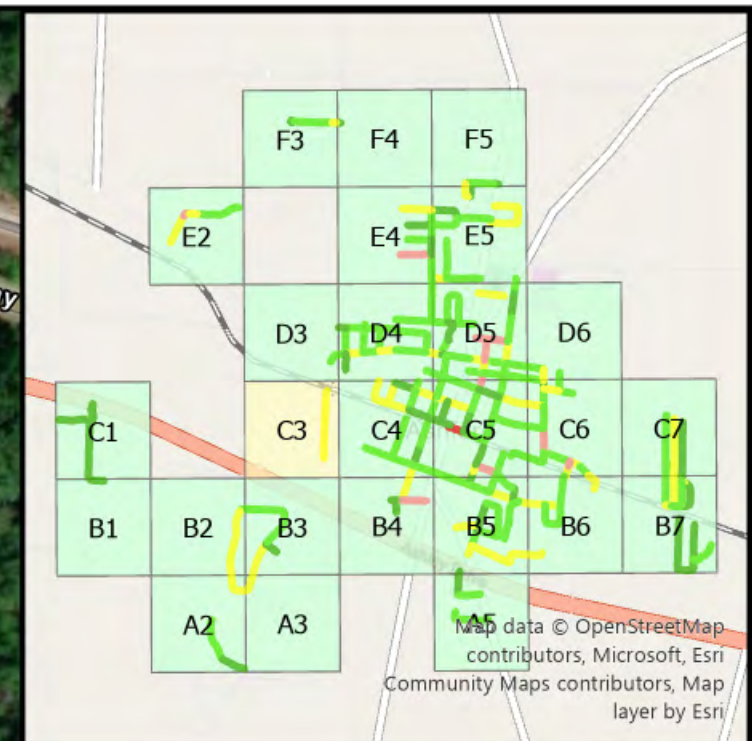 F3 F4 F5
E2 E4 E5
D3 D4 D5 D6
y
C1 C3 C4 C5 C6 C7
B1 B2 B3 B4 B5 B6 B7
A2 A3 A5
Map data © OpenStreetMap
contributors, Microsoft, Esri
Community Maps contributors, Map
layer by Esri